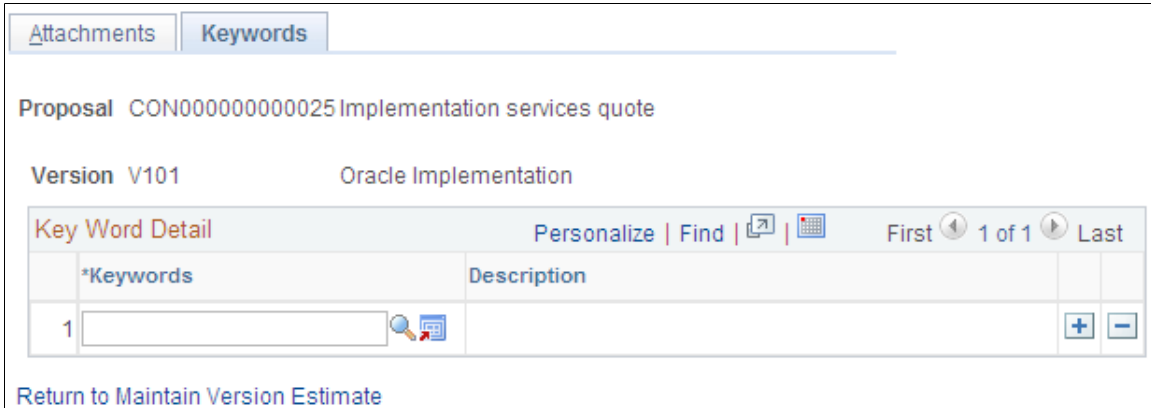 Attachments Keywords
Proposal CON000000000025 Implementation services quote
Version V101 Oracle Implementation
Key Word Detail Personalize | Find | | First 1 of 1 Last
*Keywords Description
1
Return to Maintain Version Estimate